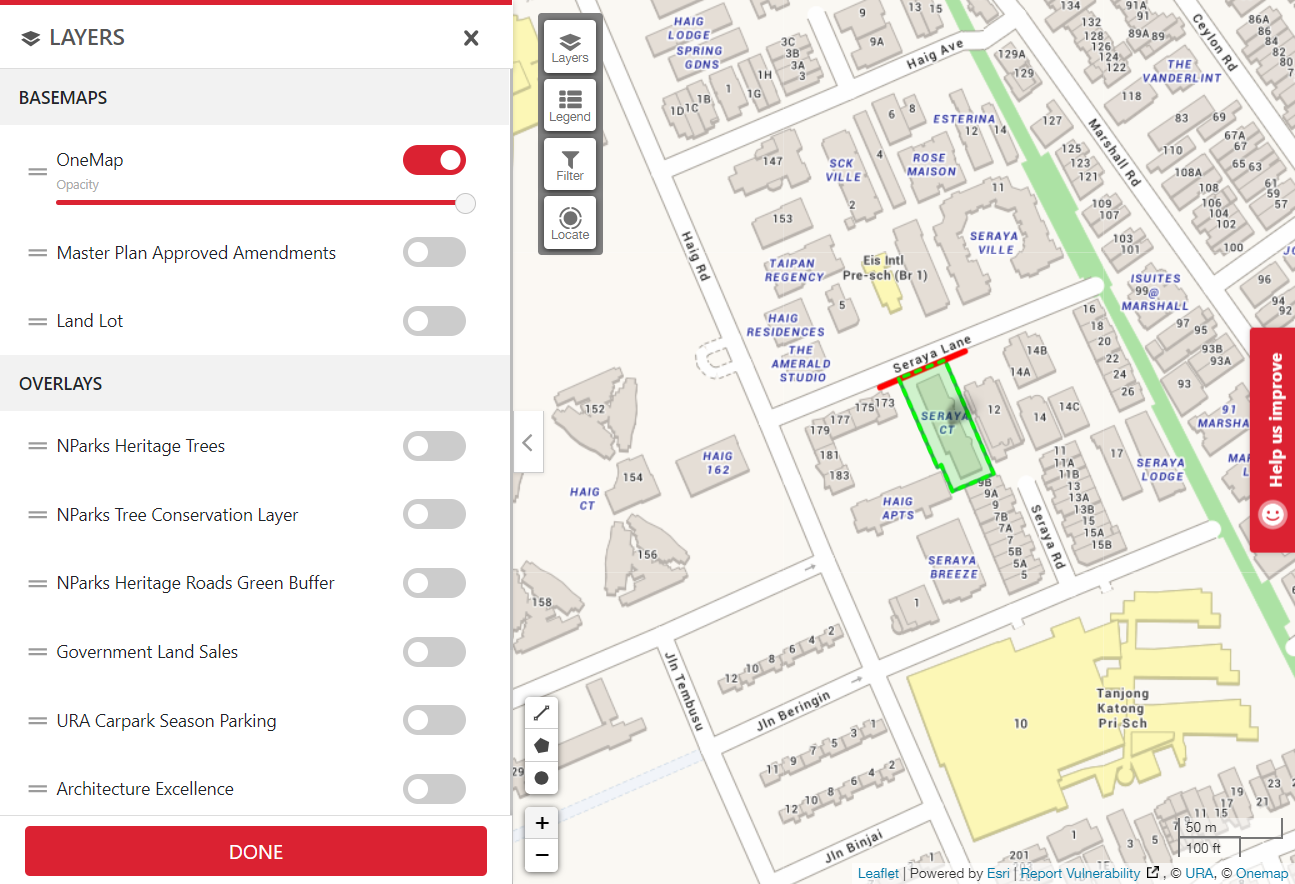 LAYERS
BASEMAPS
OneMap
Opacity
Master Plan Approved Amendments
Land Lot
OVERLAYS
NParks Heritage Trees
NParks Tree Conservation Layer
NParks Heritage Roads Green Buffer
Government Land Sales
URA Carpark Season Parking
Architecture Excellence
DONE
Layers
Legend
Filter
Locate
HAIG
LODGE
SPRING
GDNS
3C
3B
3A
3
1H
1G
1
1B
1C
1D
9
9A
13
15
Haig Ave
129A
129
134
132
128
126
124
122
91A
91
89A
89
Ceylon Rd
86A
86
84
82
80
THE
VANDERLINT
118
83
69
67A
67
65
63
61
59
57
110
108A
108
106
104
102
100
Marshall Rd
127
125
123
121
109
107
103
101
ESTERINA
12
14
6
8
4
2
ROSE
MAISON
SCK
VILLE
147
153
11
SERAYA
VILLE
Eis Intl
Pre-sch (Br 1)
TAIPAN
REGENCY
5
HAIG
RESIDENCES
THE
AMERALD
STUDIO
Haig Rd
Seraya Lane
ISUITES
99@
MARSHALL
96
94
92
97
95
93B
93A
93
91
16
18
20
22
24
26
14B
14A
14C
14
12
SERAYA
CT
173
175
177
179
181
183
HAIG
APTS
HAIG
162
152
154
156
158
HAIG
CT
9B
9A
9
7B
7A
7
5B
5A
5
Seraya Rd
11
11A
11B
13
13A
13B
15
15A
15B
17
SERAYA
LODGE
SERAYA
BREEZE
1
Help us improve
Jln Tembusu
12
10
8
6
4
2
Jln Beringin
11
9
7
5
3
1
12
10
8
6
4
2
Jln Binjai
10
Tanjong
Katong
Pri Sch
23
21
19
17
15
11
7
5
3
1
201
29
+
−
50 m
100 ft
Leaflet | Powered by Esri | Report Vulnerability , © URA, © Onemap